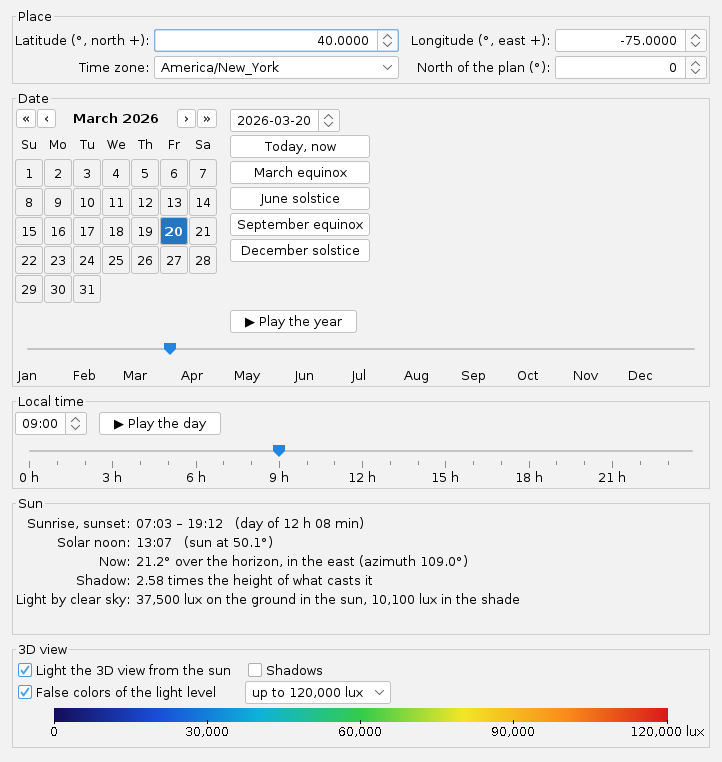 Place
Latitude (°, north +): 40.0000 Longitude (°, east +): -75.0000
Time zone: America/New_York North of the plan (°): 0
Date
« ‹ March 2026 › » 2026-03-20
Su Mo Tu We Th Fr Sa
1 2 3 4 5 6 7
8 9 10 11 12 13 14
15 16 17 18 19 20 21
22 23 24 25 26 27 28
29 30 31
Today, now
March equinox
June solstice
September equinox
December solstice
▶ Play the year
Jan Feb Mar Apr May Jun Jul Aug Sep Oct Nov Dec
Local time
09:00 ▶ Play the day
0 h 3 h 6 h 9 h 12 h 15 h 18 h 21 h
Sun
Sunrise, sunset: 07:03 – 19:12 (day of 12 h 08 min)
Solar noon: 13:07 (sun at 50.1°)
Now: 21.2° over the horizon, in the east (azimuth 109.0°)
Shadow: 2.58 times the height of what casts it
Light by clear sky: 37,500 lux on the ground in the sun, 10,100 lux in the shade
3D view
Light the 3D view from the sun Shadows
False colors of the light level up to 120,000 lux
0 30,000 60,000 90,000 120,000 lux